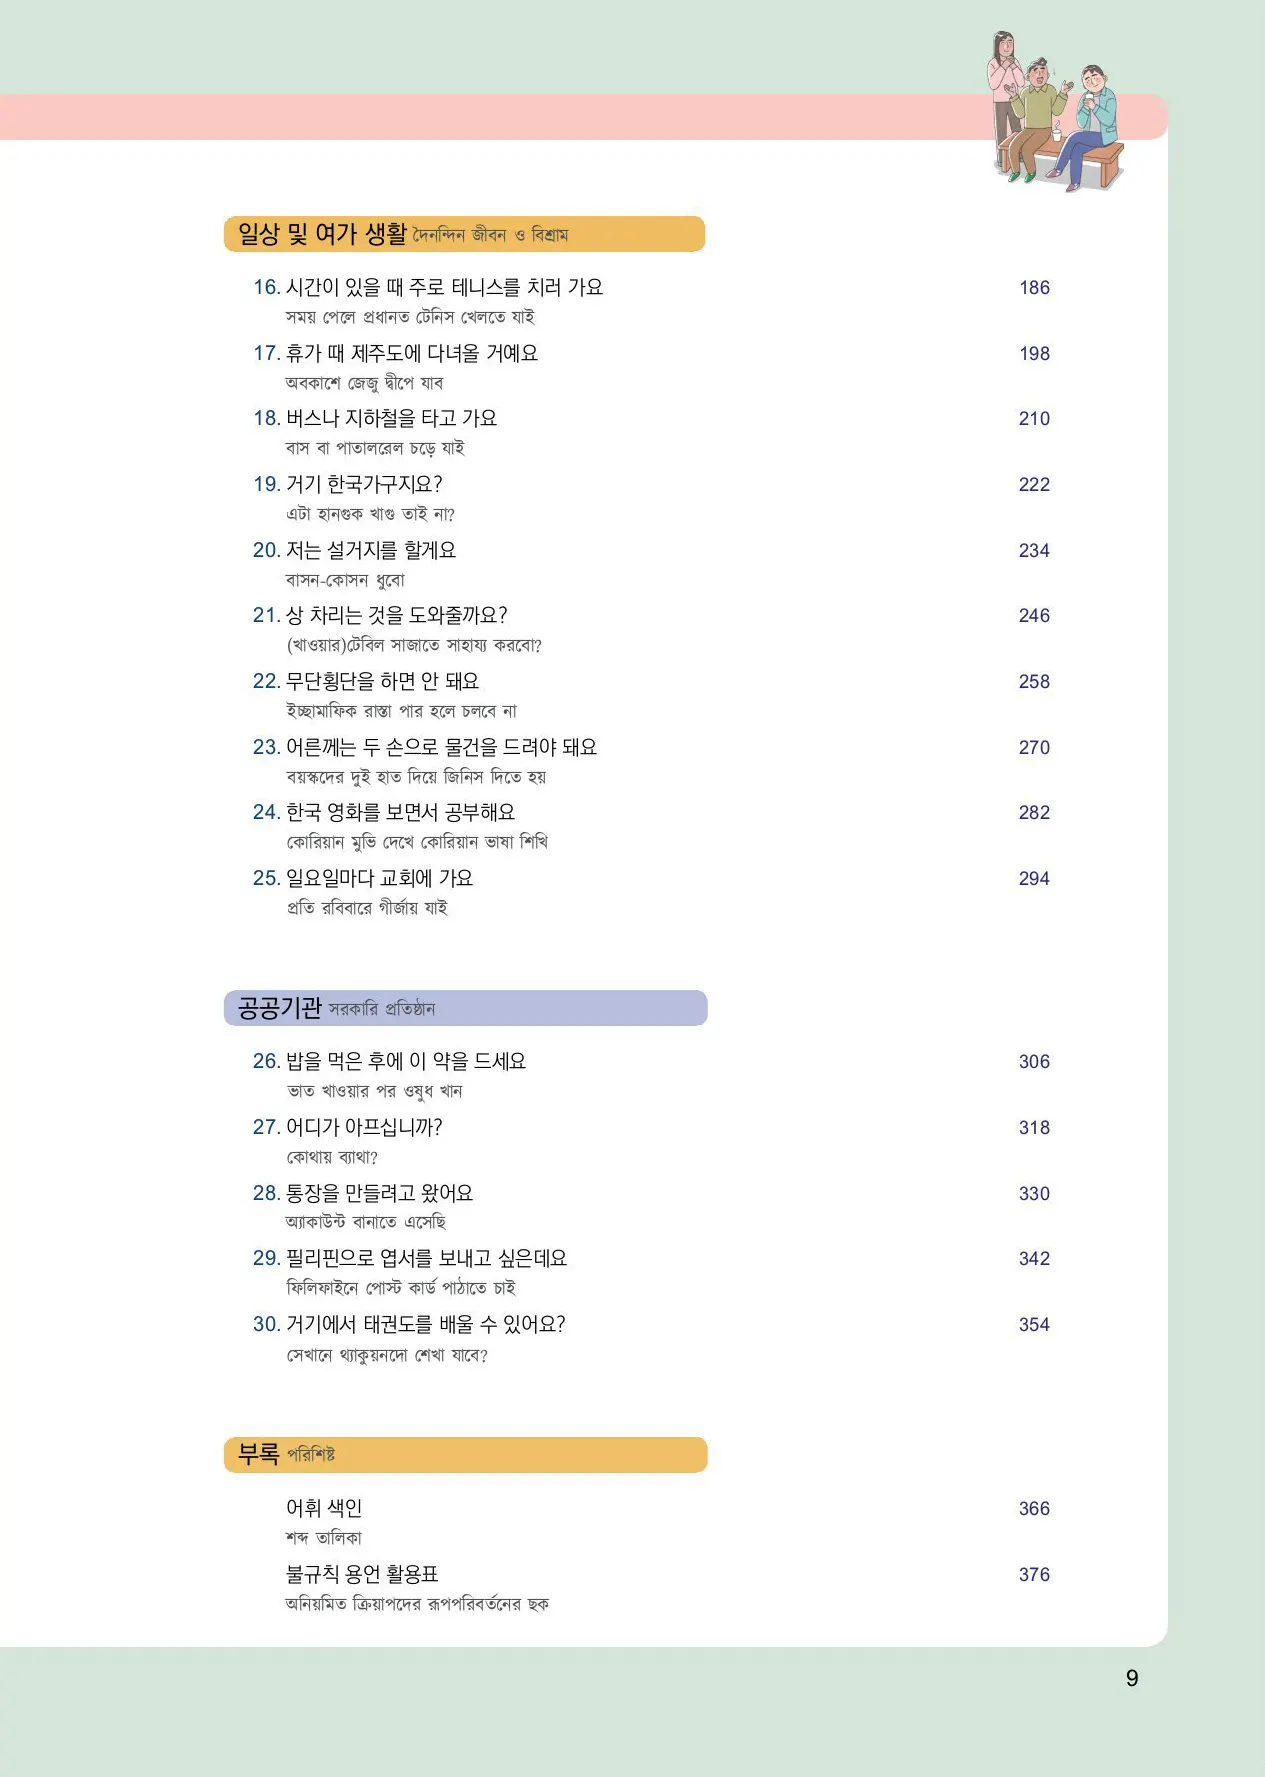 일상 및 여가 생활 দৈনন্দিন জীবন ও বিশ্রাম
16. 시간이 있을 때 주로 테니스를 치러 가요 186
সময় পেলে প্রধানত টেনিস খেলতে যাই
17. 휴가 때 제주도에 다녀올 거예요 198
অবকাশে জেজু দ্বীপে যাব
18. 버스나 지하철을 타고 가요 210
বাস বা পাতালরেল চড়ে যাই
19. 거기 한국가구지요? 222
এটা হানগুক খাগু তাই না?
20. 저는 설거지를 할게요 234
বাসন-কোসন ধুবো
21. 상 차리는 것을 도와줄까요? 246
(খাওয়ার)টেবিল সাজাতে সাহায্য করবো?
22. 무단횡단을 하면 안 돼요 258
ইচ্ছামাফিক রাস্তা পার হলে চলবে না
23. 어른께는 두 손으로 물건을 드려야 돼요 270
বয়স্কদের দুই হাত দিয়ে জিনিস দিতে হয়
24. 한국 영화를 보면서 공부해요 282
কোরিয়ান মুভি দেখে কোরিয়ান ভাষা শিখি
25. 일요일마다 교회에 가요 294
প্রতি রবিবারে গীর্জায় যাই
공공기관 সরকারি প্রতিষ্ঠান
26. 밥을 먹은 후에 이 약을 드세요 306
ভাত খাওয়ার পর ওষুধ খান
27. 어디가 아프십니까? 318
কোথায় ব্যাথা?
28. 통장을 만들려고 왔어요 330
অ্যাকাউন্ট বানাতে এসেছি
29. 필리핀으로 엽서를 보내고 싶은데요 342
ফিলিফাইনে পোস্ট কার্ড পাঠাতে চাই
30. 거기에서 태권도를 배울 수 있어요? 354
সেখানে থ্যাকুয়নদো শেখা যাবে?
부록 পরিশিষ্ট
어휘 색인 366
শব্দ তালিকা
불규칙 용언 활용표 376
অনিয়মিত ক্রিয়াপদের রূপপরিবর্তনের ছক
9